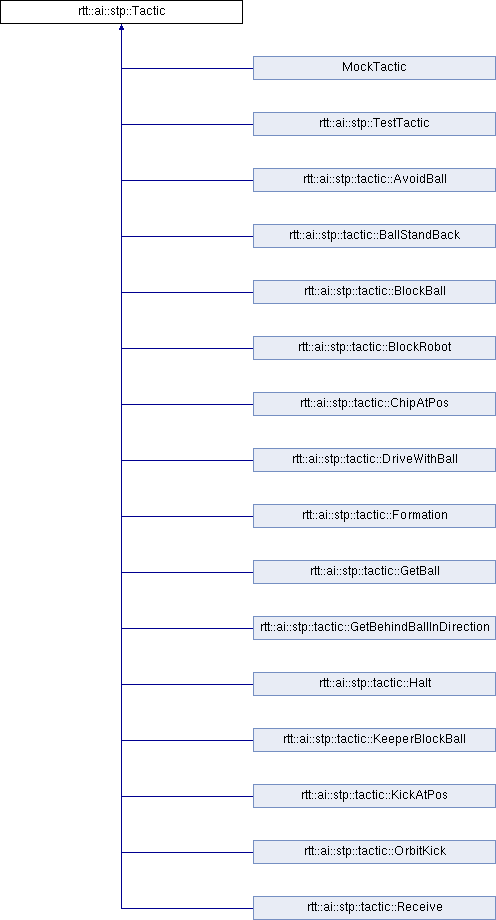 rtt::ai::stp::Tactic
MockTactic
rtt::ai::stp::TestTactic
rtt::ai::stp::tactic::AvoidBall
rtt::ai::stp::tactic::BallStandBack
rtt::ai::stp::tactic::BlockBall
rtt::ai::stp::tactic::BlockRobot
rtt::ai::stp::tactic::ChipAtPos
rtt::ai::stp::tactic::DriveWithBall
rtt::ai::stp::tactic::Formation
rtt::ai::stp::tactic::GetBall
rtt::ai::stp::tactic::GetBehindBallInDirection
rtt::ai::stp::tactic::Halt
rtt::ai::stp::tactic::KeeperBlockBall
rtt::ai::stp::tactic::KickAtPos
rtt::ai::stp::tactic::OrbitKick
rtt::ai::stp::tactic::Receive